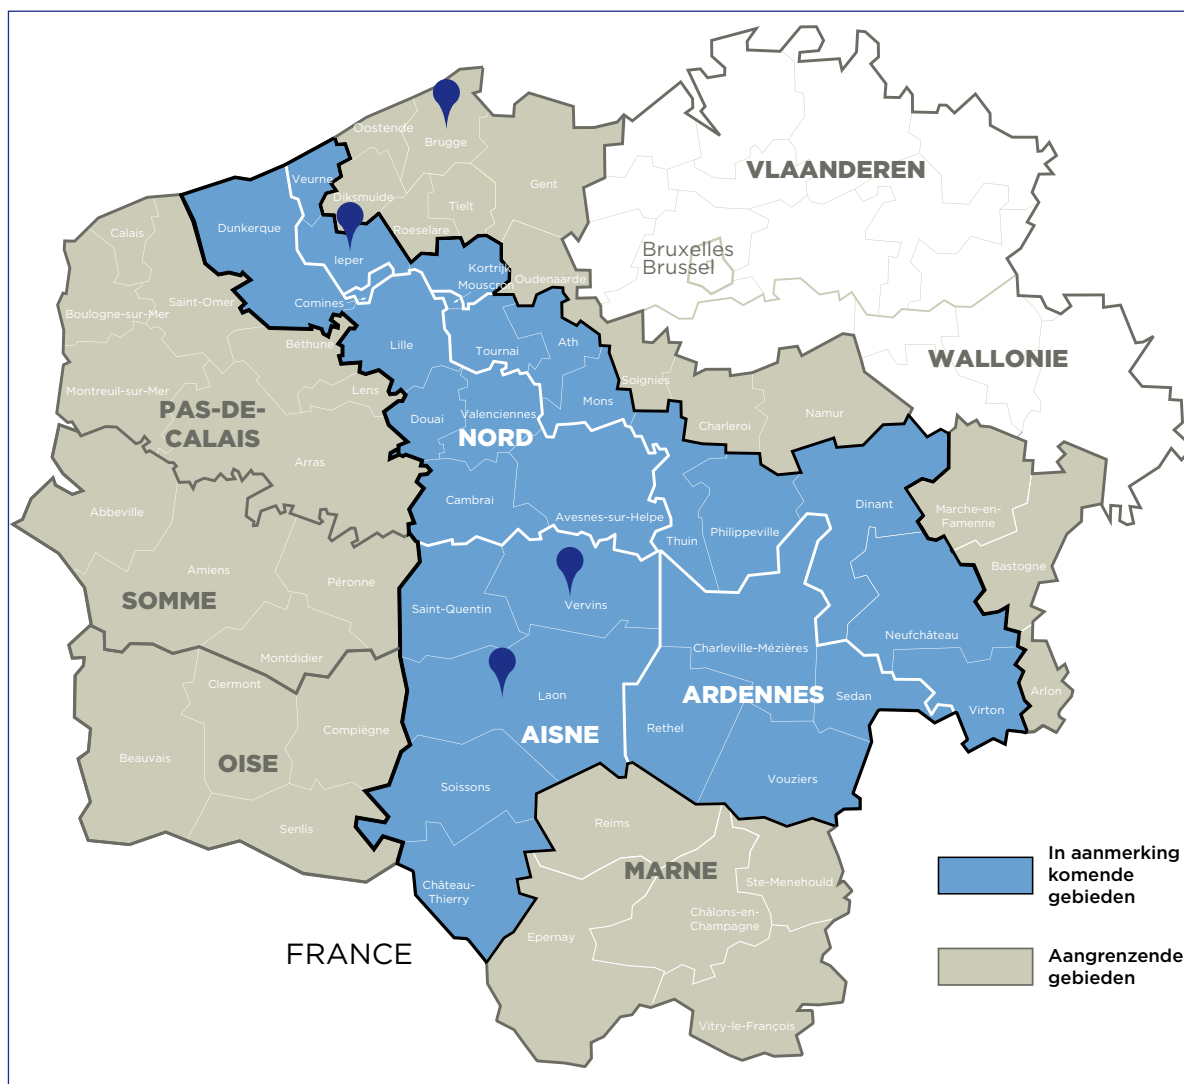 Oostende
Brugge
VLAANDEREN
Veurne
Gent
Diksmuide
Tielt
Dunkerque
Calais
Roeselare
Bruxelles
Brussel
Ieper
Kortrijk
Mouscron
Oudenaarde
Saint-Omer
Comines
Boulogne-sur-Mer
Béthune
Lille
Tournai
Ath
WALLONIE
Soignies
Montreuil-sur-Mer
Lens
Mons
Namur
PAS-DE-
CALAIS
Douai
Valenciennes
Charleroi
NORD
Arras
Cambrai
Dinant
Abbeville
Avesnes-sur-Helpe
Marche-en-
Famenne
Philippeville
Thuin
Bastogne
Amiens
Péronne
SOMME
Saint-Quentin
Vervins
Neufchâteau
Charleville-Mézières
Montdidier
Clermont
Laon
ARDENNES
Sedan
Arlon
Virton
Compiègne
Rethel
AISNE
Beauvais
OISE
Soissons
Vouziers
Senlis
Reims
In aanmerking
komende
gebieden
MARNE
Château-
Thierry
Ste-Menehould
Châlons-en-
Champagne
Epernay
FRANCE
Aangrenzende
gebieden
Vitry-le-François